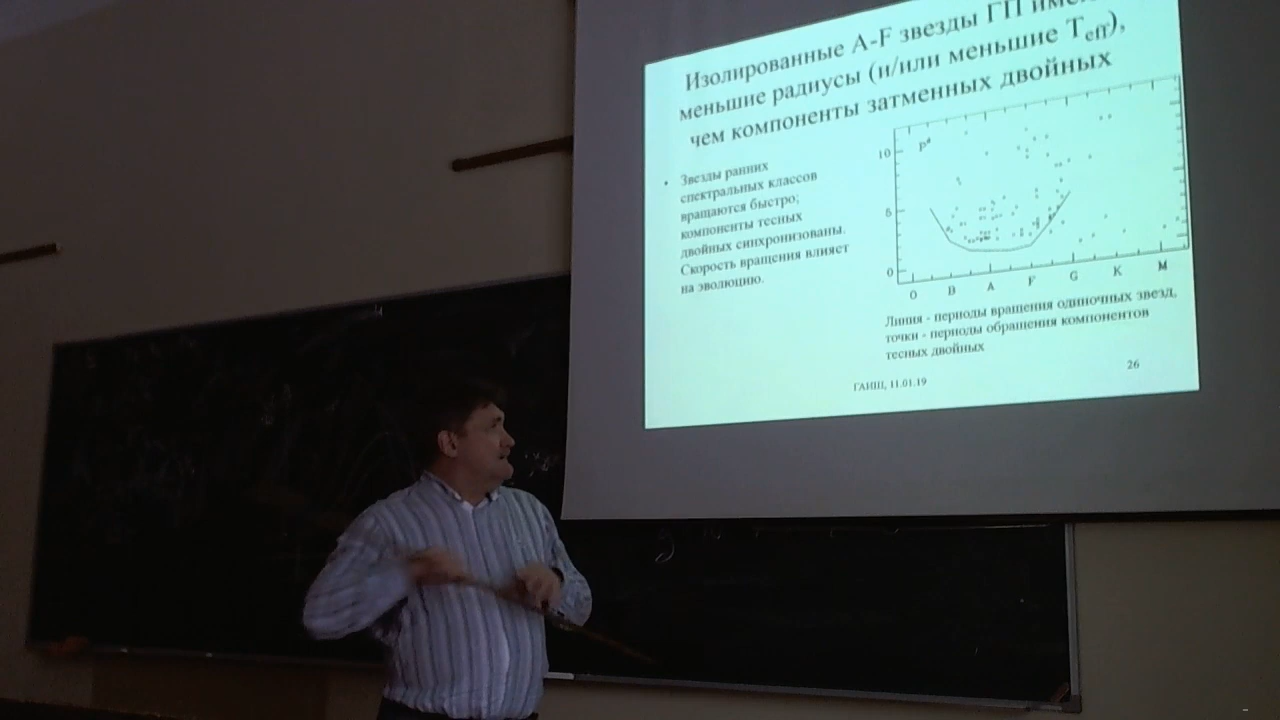 Изолированные A-F звезды ГП
меньшие радиусы (и/или меньшие Teff),
чем компоненты затменных двойных
• Звезды ранних
спектральных классов
вращаются быстро;
компоненты тесных
двойных синхронизованы.
Скорость вращения влияет
на эволюцию.
10
5
0
O B A F G K M
Линия - периоды вращения одиночных звезд,
точки - периоды обращения компонентов
тесных двойных
ГАИШ, 11.01.19
26